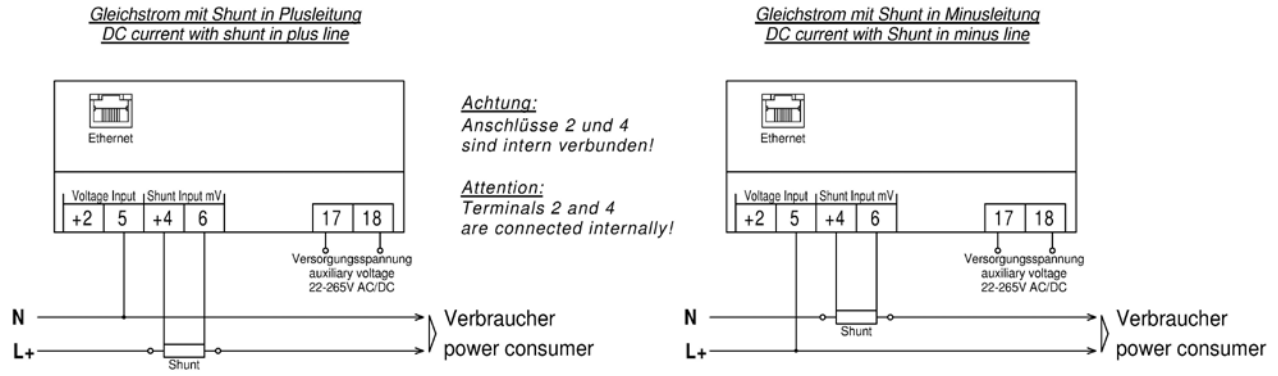 Gleichstrom mit Shunt in Plusleitung
DC current with shunt in plus line
Ethernet
Voltage Input Shunt Input mV
+2 5 +4 6 17 18
Versorgungsspannung
auxiliary voltage
22-265V AC/DC
N
L+
Shunt
Verbraucher
power consumer
Achtung:
Anschlüsse 2 und 4
sind intern verbunden!
Attention:
Terminals 2 and 4
are connected internally!
Gleichstrom mit Shunt in Minusleitung
DC current with Shunt in minus line
Ethernet
Voltage Input Shunt Input mV
+2 5 +4 6 17 18
Versorgungsspannung
auxiliary voltage
22-265V AC/DC
N
Shunt
L+
Verbraucher
power consumer